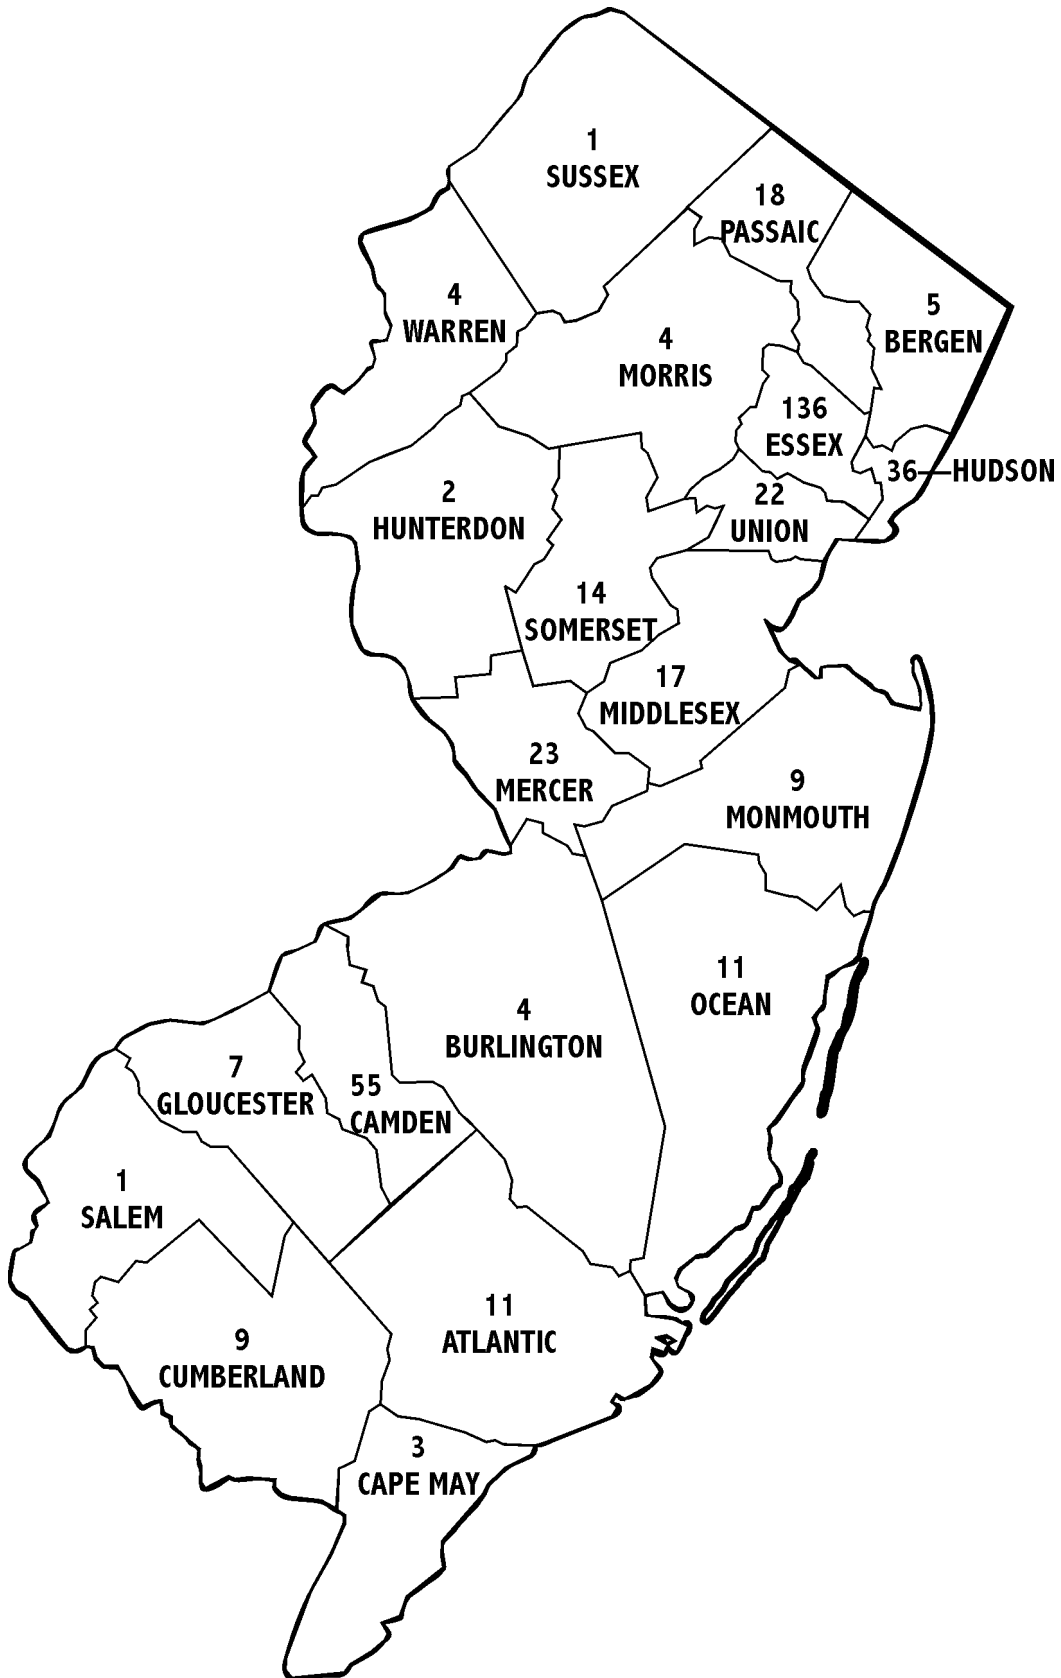 1
SUSSEX
18
PASSAIC
4
WARREN
5
BERGEN
4
MORRIS
136
ESSEX
36
HUDSON
2
HUNTERDON
22
UNION
14
SOMERSET
17
MIDDLESEX
23
MERCER
9
MONMOUTH
11
OCEAN
4
BURLINGTON
7
GLOUCESTER
55
CAMDEN
1
SALEM
11
ATLANTIC
9
CUMBERLAND
3
CAPE MAY